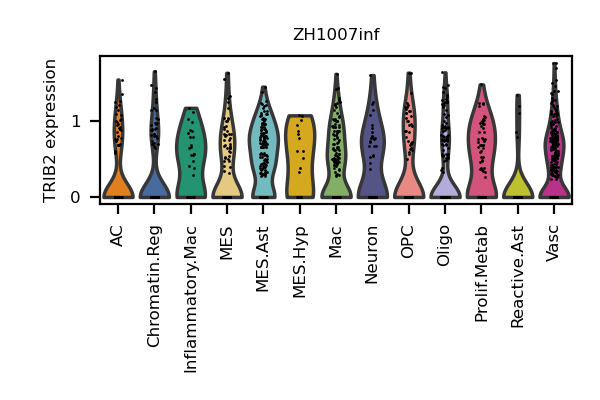 ZH1007inf
TRIB2 expression
1
0
AC
Chromatin.Reg
Inflammatory.Mac
MES
MES.Ast
MES.Hyp
Mac
Neuron
OPC
Oligo
Prolif.Metab
Reactive.Ast
Vasc